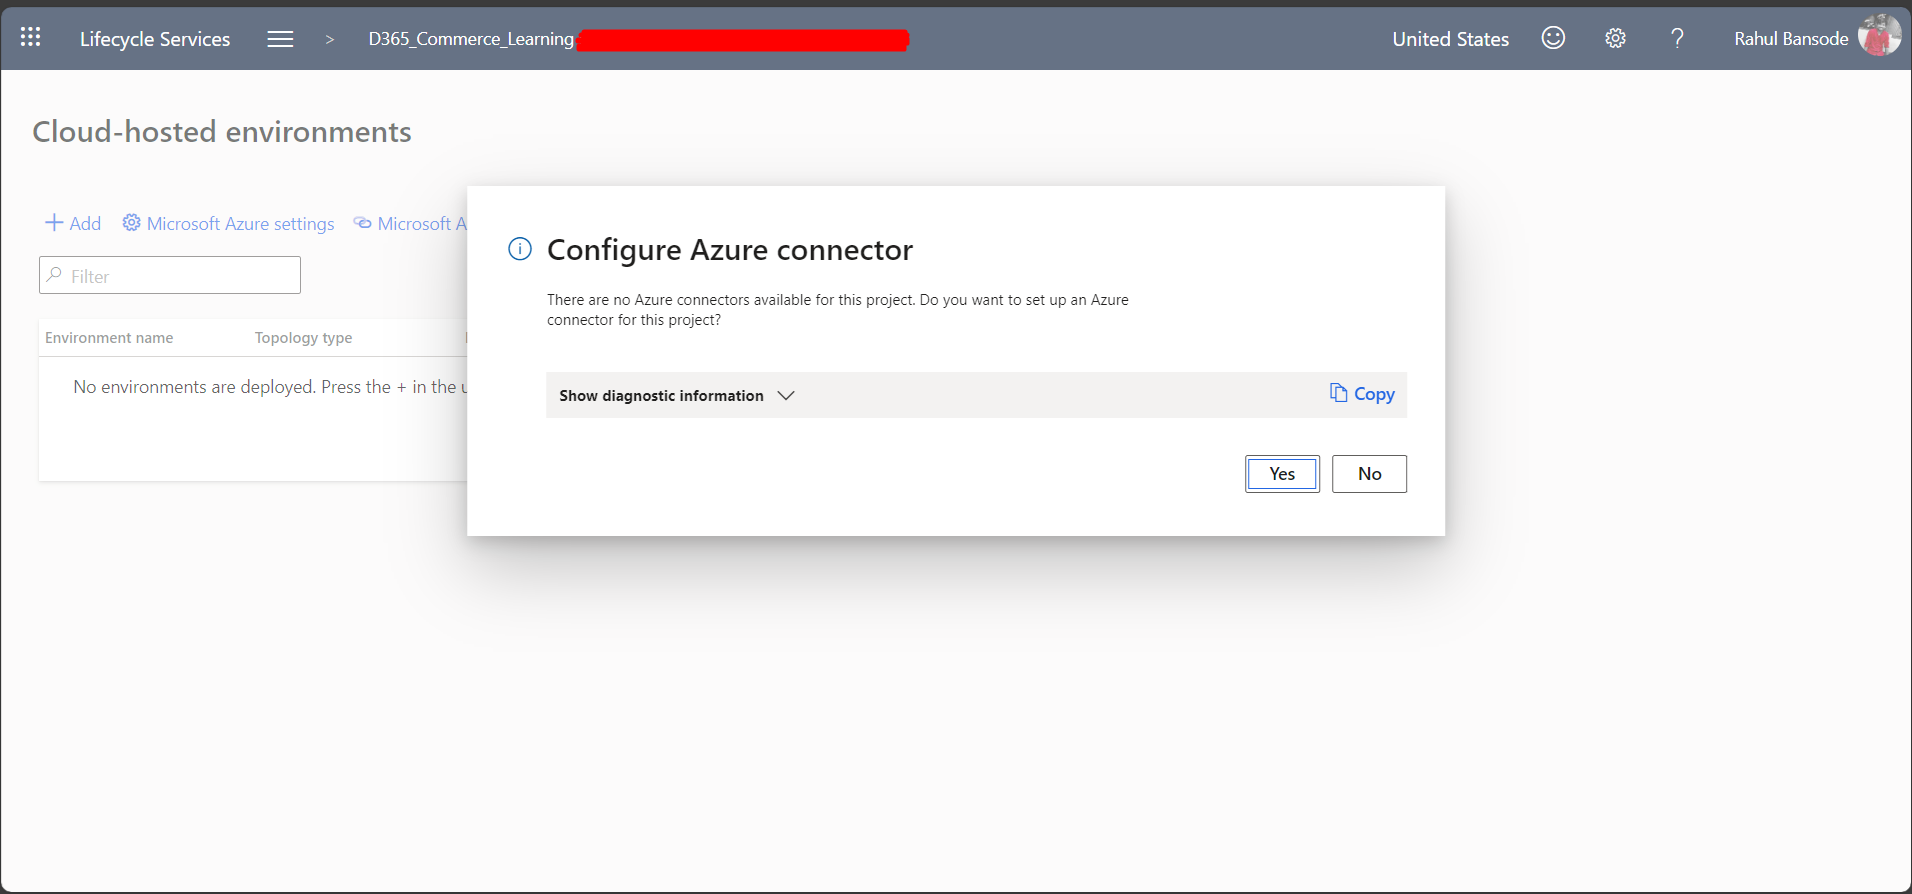 Lifecycle Services > D365_Commerce_Learning United States ? Rahul Bansode
Cloud-hosted environments
+ Add Microsoft Azure settings Microsoft A
Filter
Environment name Topology type
No environments are deployed. Press the + in the u
Configure Azure connector
There are no Azure connectors available for this project. Do you want to set up an Azure
connector for this project?
Show diagnostic information Copy
Yes No